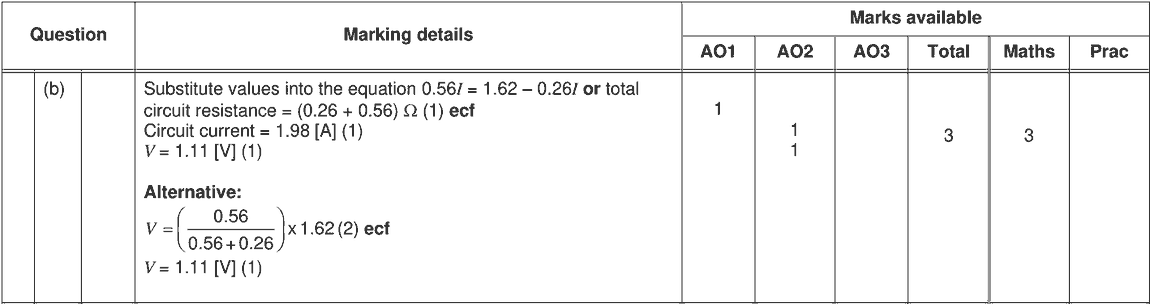 Question Marking details Marks available
AO1 AO2 AO3 Total Maths Prac
(b) Substitute values into the equation 0.56I = 1.62 – 0.26I or total
circuit resistance = (0.26 + 0.56) Ω (1) ecf 1
Circuit current = 1.98 [A] (1) 1 3 3
V = 1.11 [V] (1) 1
Alternative:
V = (0.56 / 0.56 + 0.26) x 1.62 (2) ecf
V = 1.11 [V] (1)